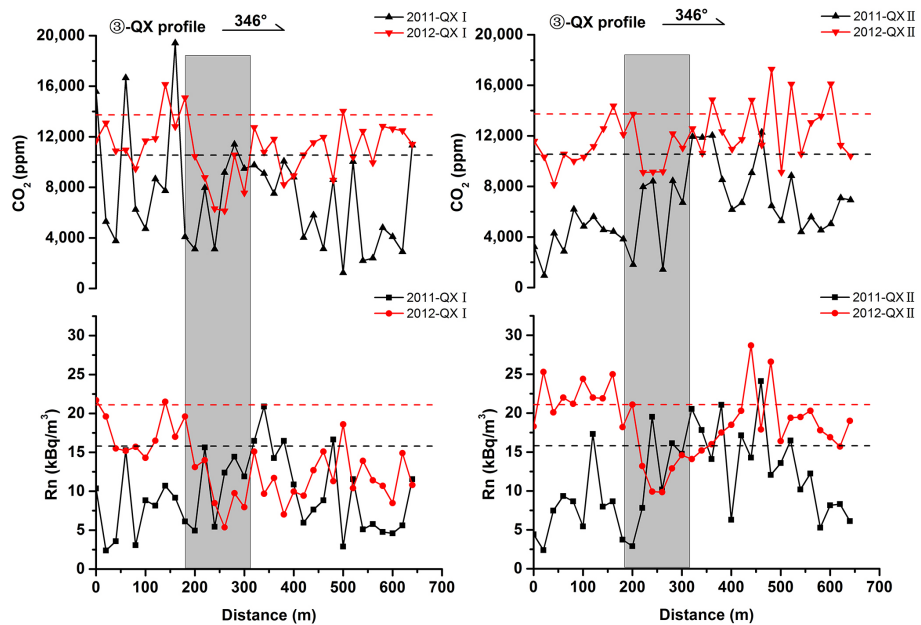 ③-QX profile
346°
2011-QX Ⅰ
2012-QX Ⅰ
20,000
16,000
12,000
8,000
4,000
0
CO₂ (ppm)
2011-QX Ⅰ
2012-QX Ⅰ
30
25
20
15
10
5
0
Rn (kBq/m³)
0
100
200
300
400
500
600
700
Distance (m)
③-QX profile
346°
2011-QX Ⅱ
2012-QX Ⅱ
20,000
16,000
12,000
8,000
4,000
0
CO₂ (ppm)
2011-QX Ⅱ
2012-QX Ⅱ
30
25
20
15
10
5
0
Rn (kBq/m³)
0
100
200
300
400
500
600
700
Distance (m)